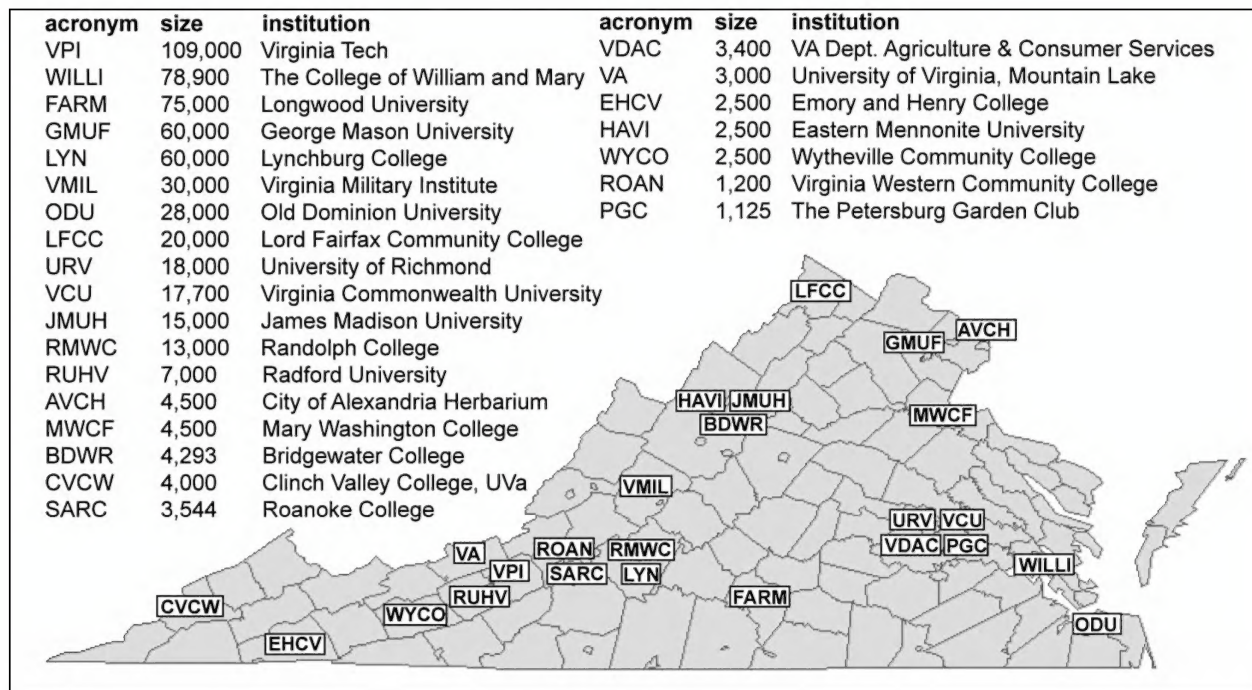 acronym size institution
VPI 109,000 Virginia Tech
WILLI 78,900 The College of William and Mary
FARM 75,000 Longwood University
GMUF 60,000 George Mason University
LYN 60,000 Lynchburg College
VMIL 30,000 Virginia Military Institute
ODU 28,000 Old Dominion University
LFCC 20,000 Lord Fairfax Community College
URV 18,000 University of Richmond
VCU 17,700 Virginia Commonwealth University
JMUH 15,000 James Madison University
RMWC 13,000 Randolph College
RUHV 7,000 Radford University
AVCH 4,500 City of Alexandria Herbarium
MWCF 4,500 Mary Washington College
BDWR 4,293 Bridgewater College
CVCW 4,000 Clinch Valley College, UVa
SARC 3,544 Roanoke College
acronym size institution
VDAC 3,400 VA Dept. Agriculture & Consumer Services
VA 3,000 University of Virginia, Mountain Lake
EHCV 2,500 Emory and Henry College
HAVI 2,500 Eastern Mennonite University
WYCO 2,500 Wytheville Community College
ROAN 1,200 Virginia Western Community College
PGC 1,125 The Petersburg Garden Club
LFCC
GMUF AVCH
HAVI JMUH
BDWR MWCF
VMIL
URV VCU
VA ROAN RMWC VDAC PGC
VPI SARC LYN WILLI
CVCW WYCO RUHV FARM
EHCV ODU